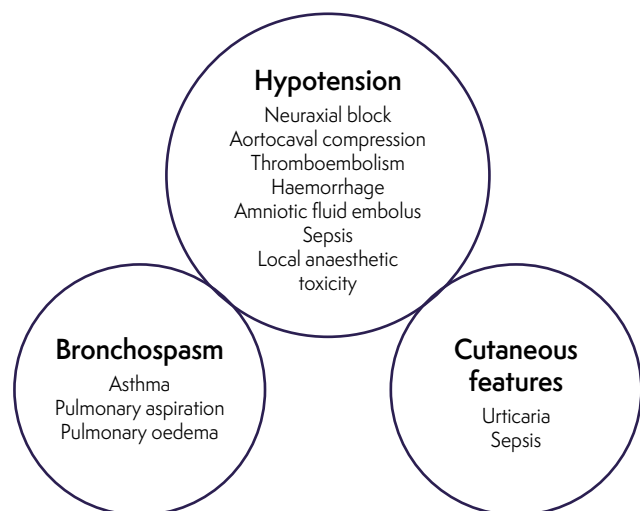 Hypotension
Neuraxial block
Aortocaval compression
Thromboembolism
Haemorrhage
Amniotic fluid embolus
Sepsis
Local anaesthetic
toxicity
Bronchospasm
Asthma
Pulmonary aspiration
Pulmonary oedema
Cutaneous
features
Urticaria
Sepsis